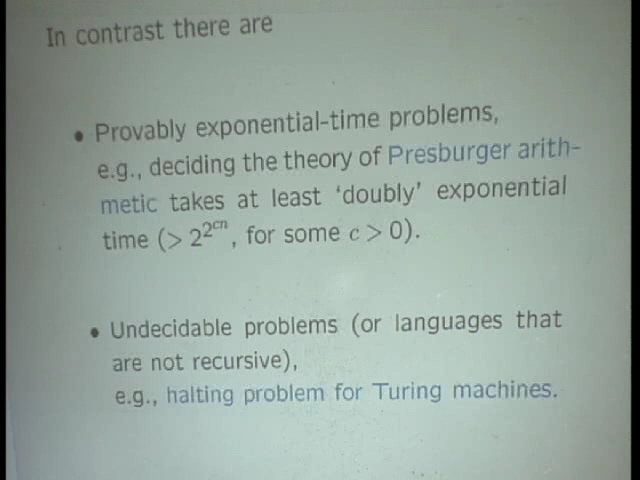 In contrast there are
• Provably exponential-time problems,
e.g., deciding the theory of Presburger arith-
metic takes at least ‘doubly’ exponential
time (> 2^{2^{cn}}, for some c > 0).
• Undecidable problems (or languages that
are not recursive),
e.g., halting problem for Turing machines.